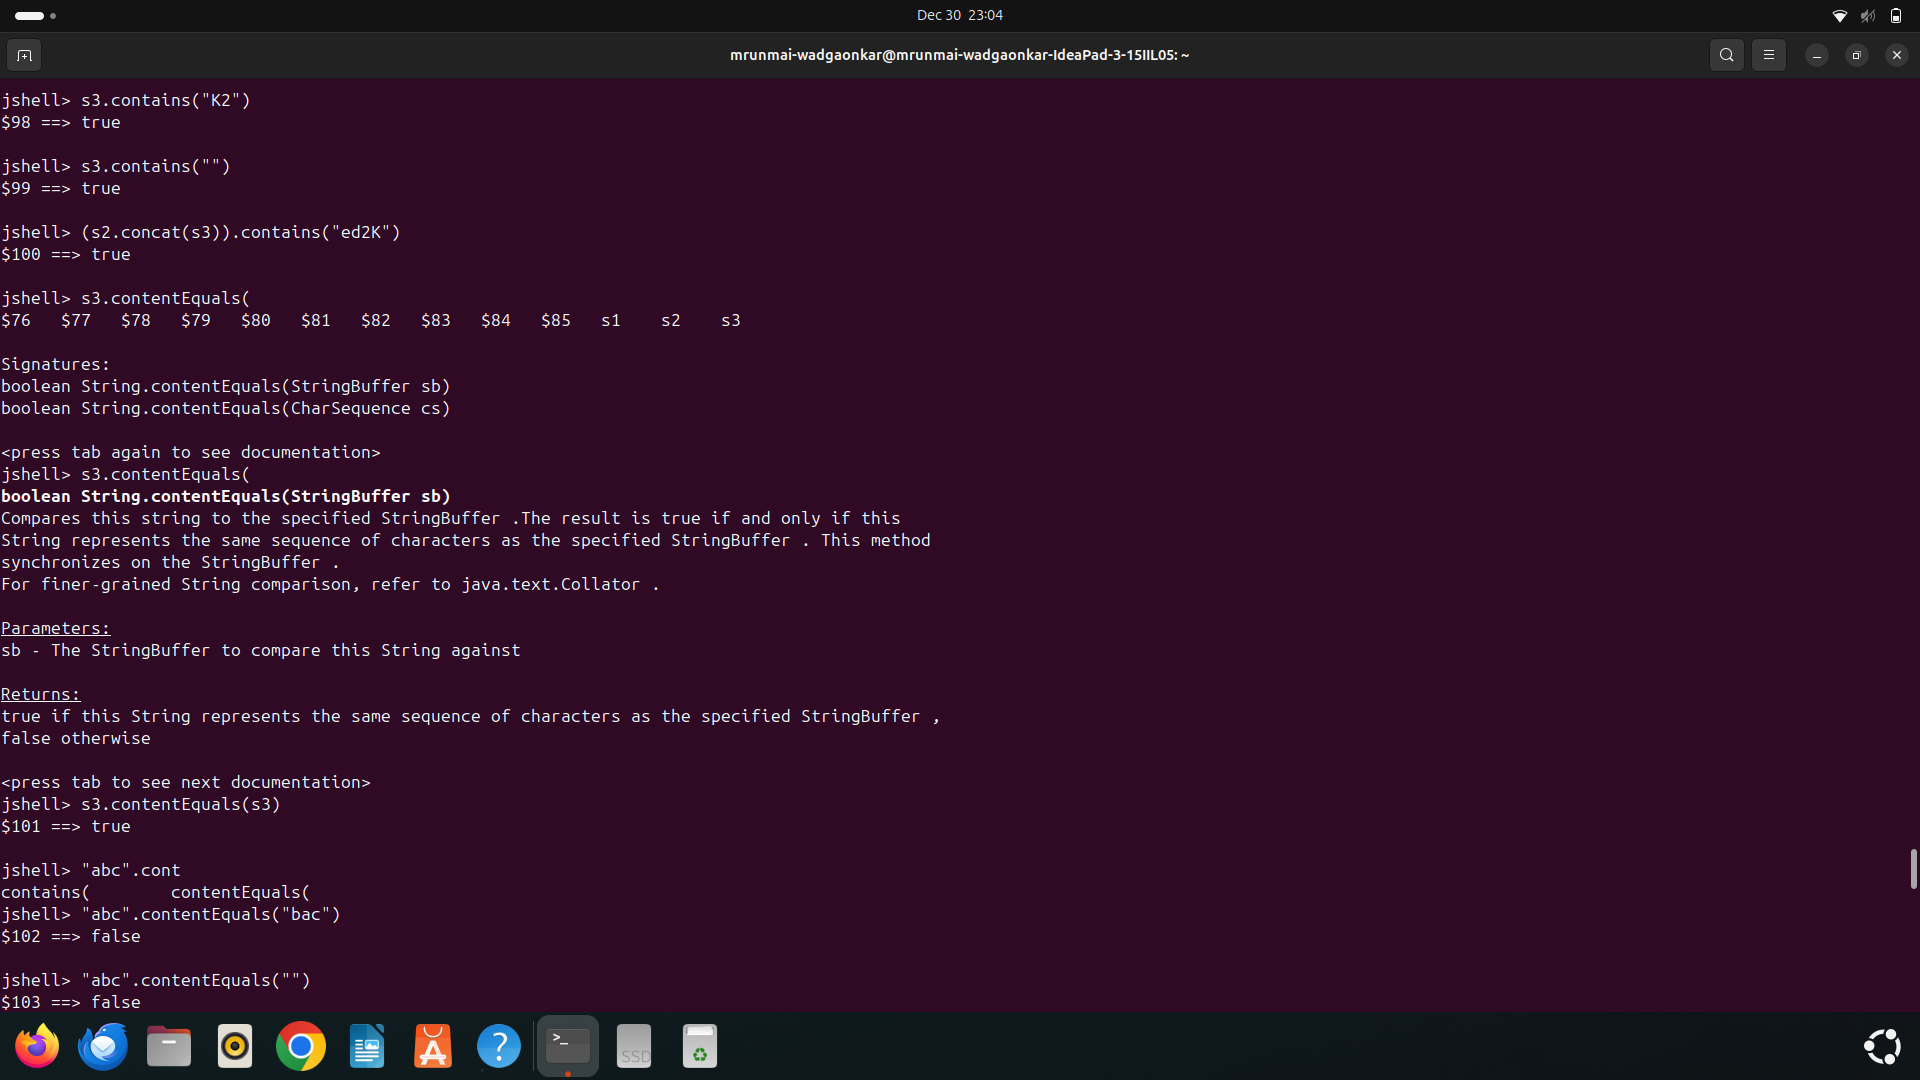 Dec 30 23:04
mrunmai-wadgaonkar@mrunmai-wadgaonkar-IdeaPad-3-15IIL05: ~
jshell> s3.contains("K2")
$98 ==> true
jshell> s3.contains("")
$99 ==> true
jshell> (s2.concat(s3)).contains("ed2K")
$100 ==> true
jshell> s3.contentEquals(
$76 $77 $78 $79 $80 $81 $82 $83 $84 $85 s1 s2 s3
Signatures:
boolean String.contentEquals(StringBuffer sb)
boolean String.contentEquals(CharSequence cs)
<press tab again to see documentation>
jshell> s3.contentEquals(
boolean String.contentEquals(StringBuffer sb)
Compares this string to the specified StringBuffer .The result is true if and only if this
String represents the same sequence of characters as the specified StringBuffer . This method
synchronizes on the StringBuffer .
For finer-grained String comparison, refer to java.text.Collator .
Parameters:
sb - The StringBuffer to compare this String against
Returns:
true if this String represents the same sequence of characters as the specified StringBuffer ,
false otherwise
<press tab to see next documentation>
jshell> s3.contentEquals(s3)
$101 ==> true
jshell> "abc".cont
contains( contentEquals(
jshell> "abc".contentEquals("bac")
$102 ==> false
jshell> "abc".contentEquals("")
$103 ==> false
SSD